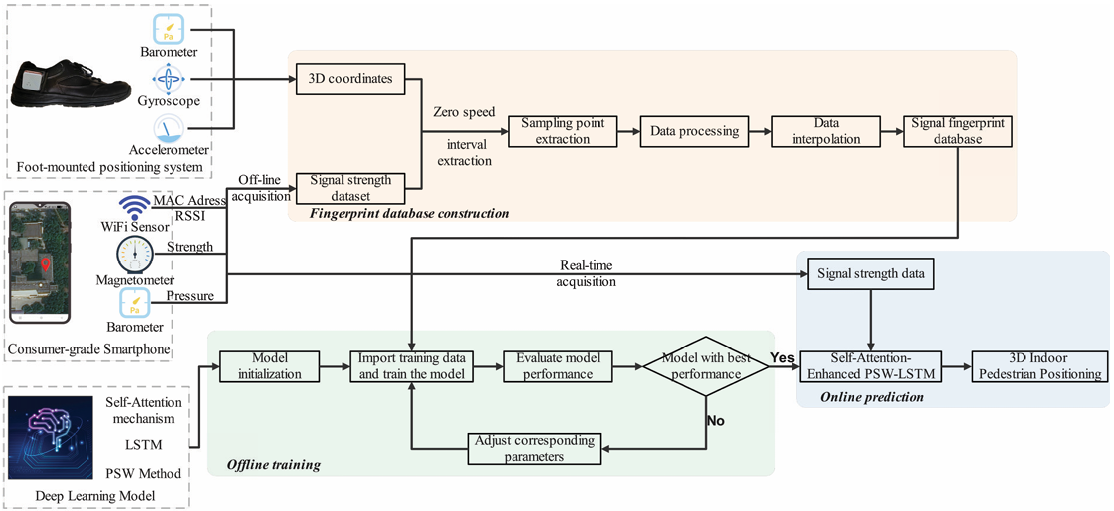 Pa
Barometer
Gyroscope
Accelerometer
Foot-mounted positioning system
3D coordinates
Zero speed
interval
extraction
Sampling point
extraction
Data processing
Data
interpolation
Signal fingerprint
database
Off-line
acquisition
Signal strength
dataset
Fingerprint database construction
MAC Adress
RSSI
WiFi Sensor
Strength
Magnetometer
Pressure
Pa
Barometer
Consumer-grade Smartphone
Real-time
acquisition
Signal strength data
Self-Attention-
Enhanced PSW-LSTM
3D Indoor
Pedestrian Positioning
Online prediction
Model
initialization
Import training data
and train the model
Evaluate model
performance
Model with best
performance
Yes
No
Adjust corresponding
parameters
Offline training
Self-Attention
mechanism
LSTM
PSW Method
Deep Learning Model